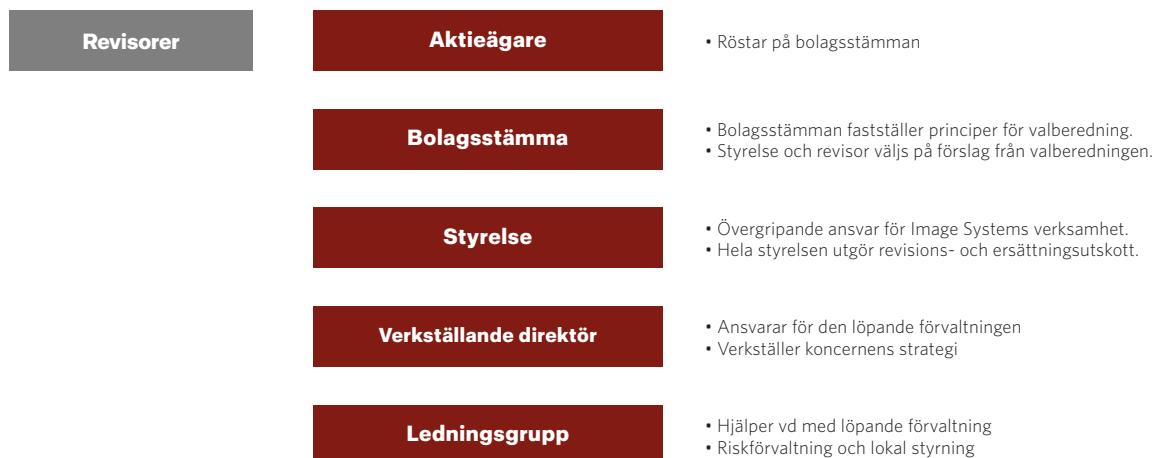 Revisorer
Aktieägare
• Röstar på bolagsstämman
Bolagsstämma
• Bolagsstämman fastställer principer för valberedning.
• Styrelse och revisor väljs på förslag från valberedningen.
Styrelse
• Övergripande ansvar för Image Systems verksamhet.
• Hela styrelsen utgör revisions- och ersättningsutskott.
Verkställande direktör
• Ansvarar för den löpande förvaltningen
• Verkställer koncernens strategi
Ledningsgrupp
• Hjälper vd med löpande förvaltning
• Riskförvaltning och lokal styrning